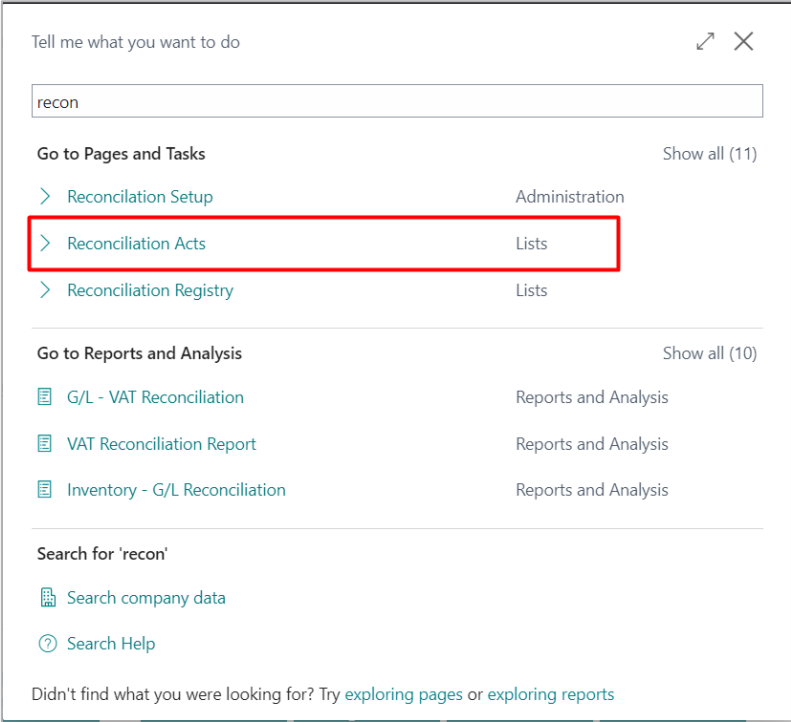 Tell me what you want to do
recon
Go to Pages and Tasks Show all (11)
Reconcilation Setup Administration
Reconciliation Acts Lists
Reconciliation Registry Lists
Go to Reports and Analysis Show all (10)
G/L - VAT Reconciliation Reports and Analysis
VAT Reconciliation Report Reports and Analysis
Inventory - G/L Reconciliation Reports and Analysis
Search for 'recon'
Search company data
Search Help
Didn't find what you were looking for? Try exploring pages or exploring reports